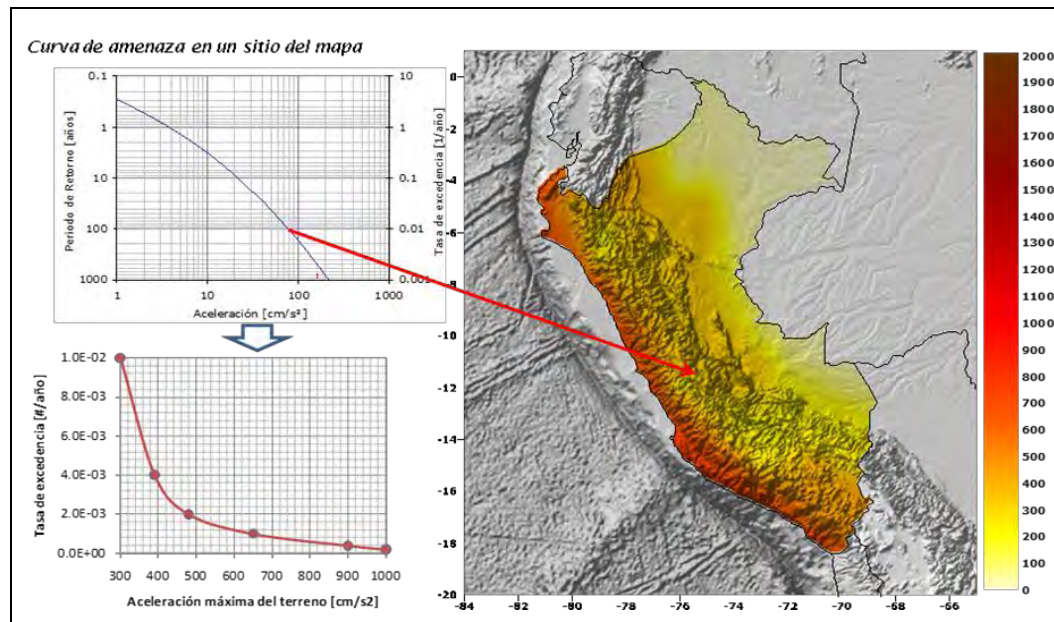 Curva de amenaza en un sitio del mapa
Periodo de Retorno [años]
0.1
1
10
100
1000
10
1
0.1
0.01
0.001
Tasa de excedencia [1/año]
1 10 100 1000
Aceleración [cm/s²]
Tasa de excedencia [#/año]
1.0E-02
8.0E-03
6.0E-03
4.0E-03
2.0E-03
0.0E+00
300 400 500 600 700 800 900 1000
Aceleración máxima del terreno [cm/s2]
0
-2
-4
-6
-8
-10
-12
-14
-16
-18
-20
-84 -82 -80 -78 -76 -74 -72 -70 -68 -66
2000
1900
1800
1700
1600
1500
1400
1300
1200
1100
1000
900
800
700
600
500
400
300
200
100
0